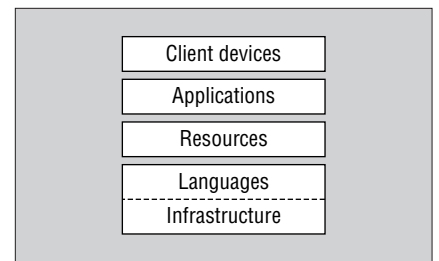 Client devices
Applications
Resources
Languages
Infrastructure